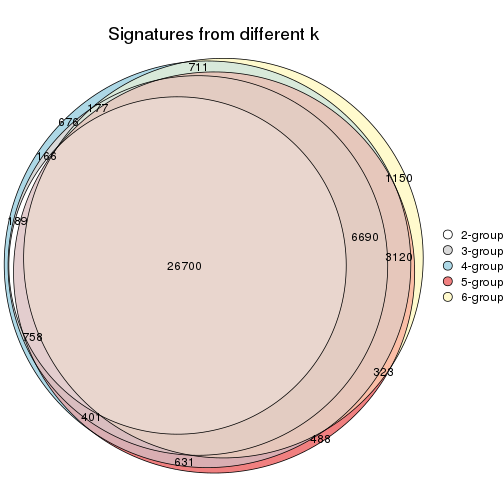 Signatures from different k
711
177
676
166
1150
189
6690
3120
26700
758
323
401
488
631
2-group
3-group
4-group
5-group
6-group